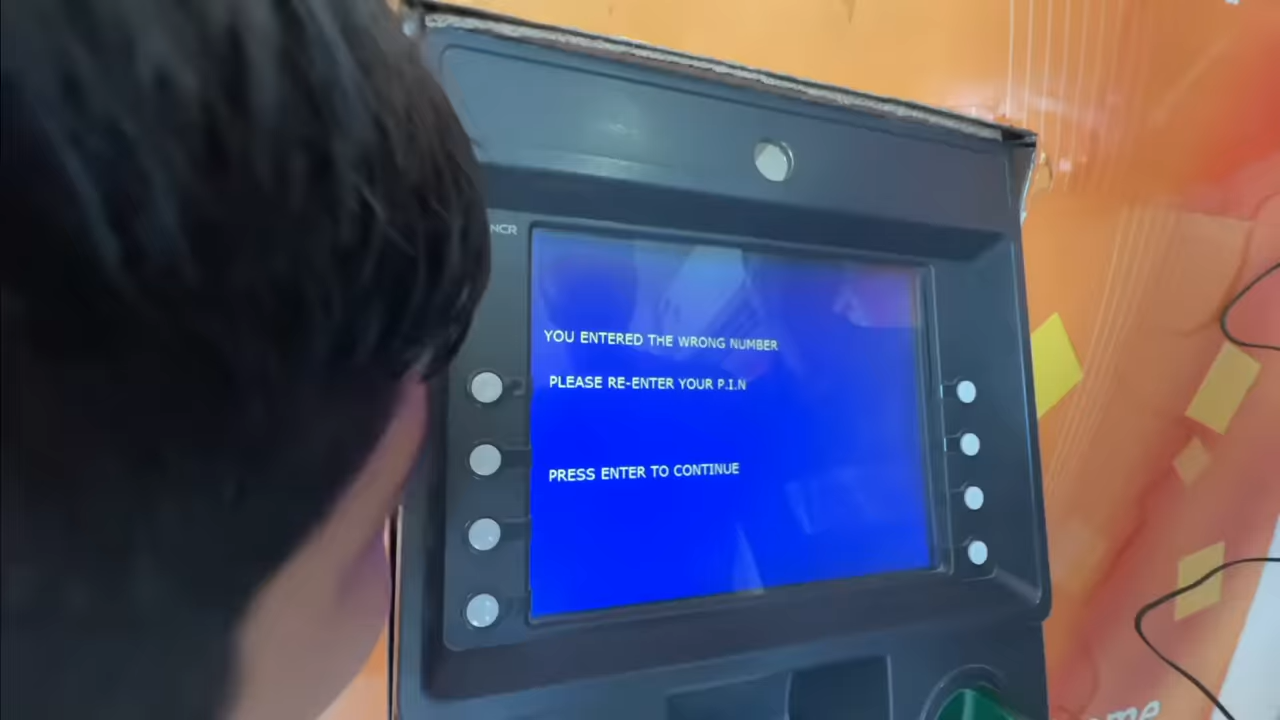 NCR
YOU ENTERED THE WRONG NUMBER
PLEASE RE-ENTER YOUR P.I.N
PRESS ENTER TO CONTINUE